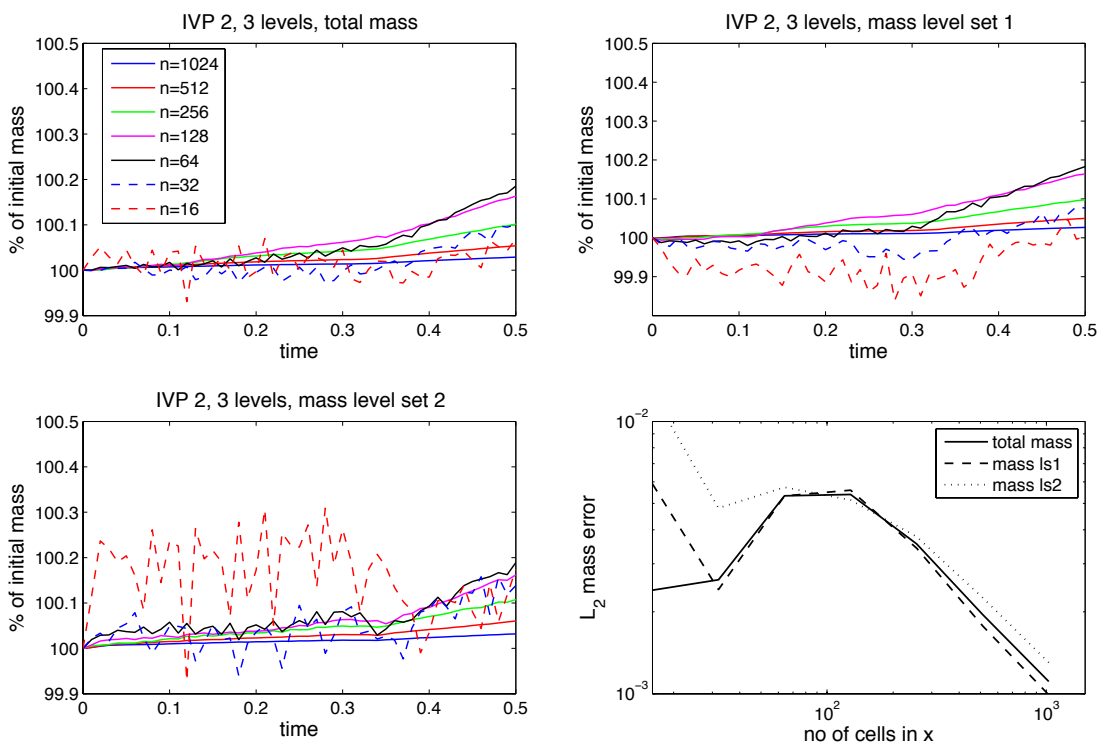 IVP 2, 3 levels, total mass
100.5
100.4
100.3
100.2
100.1
100
99.9
% of initial mass
n=1024
n=512
n=256
n=128
n=64
n=32
n=16
0 0.1 0.2 0.3 0.4 0.5
time
IVP 2, 3 levels, mass level set 1
100.5
100.4
100.3
100.2
100.1
100
99.9
% of initial mass
0 0.1 0.2 0.3 0.4 0.5
time
IVP 2, 3 levels, mass level set 2
100.5
100.4
100.3
100.2
100.1
100
99.9
% of initial mass
0 0.1 0.2 0.3 0.4 0.5
time
10⁻²
10⁻³
L₂ mass error
total mass
mass ls1
mass ls2
10² 10³
no of cells in x